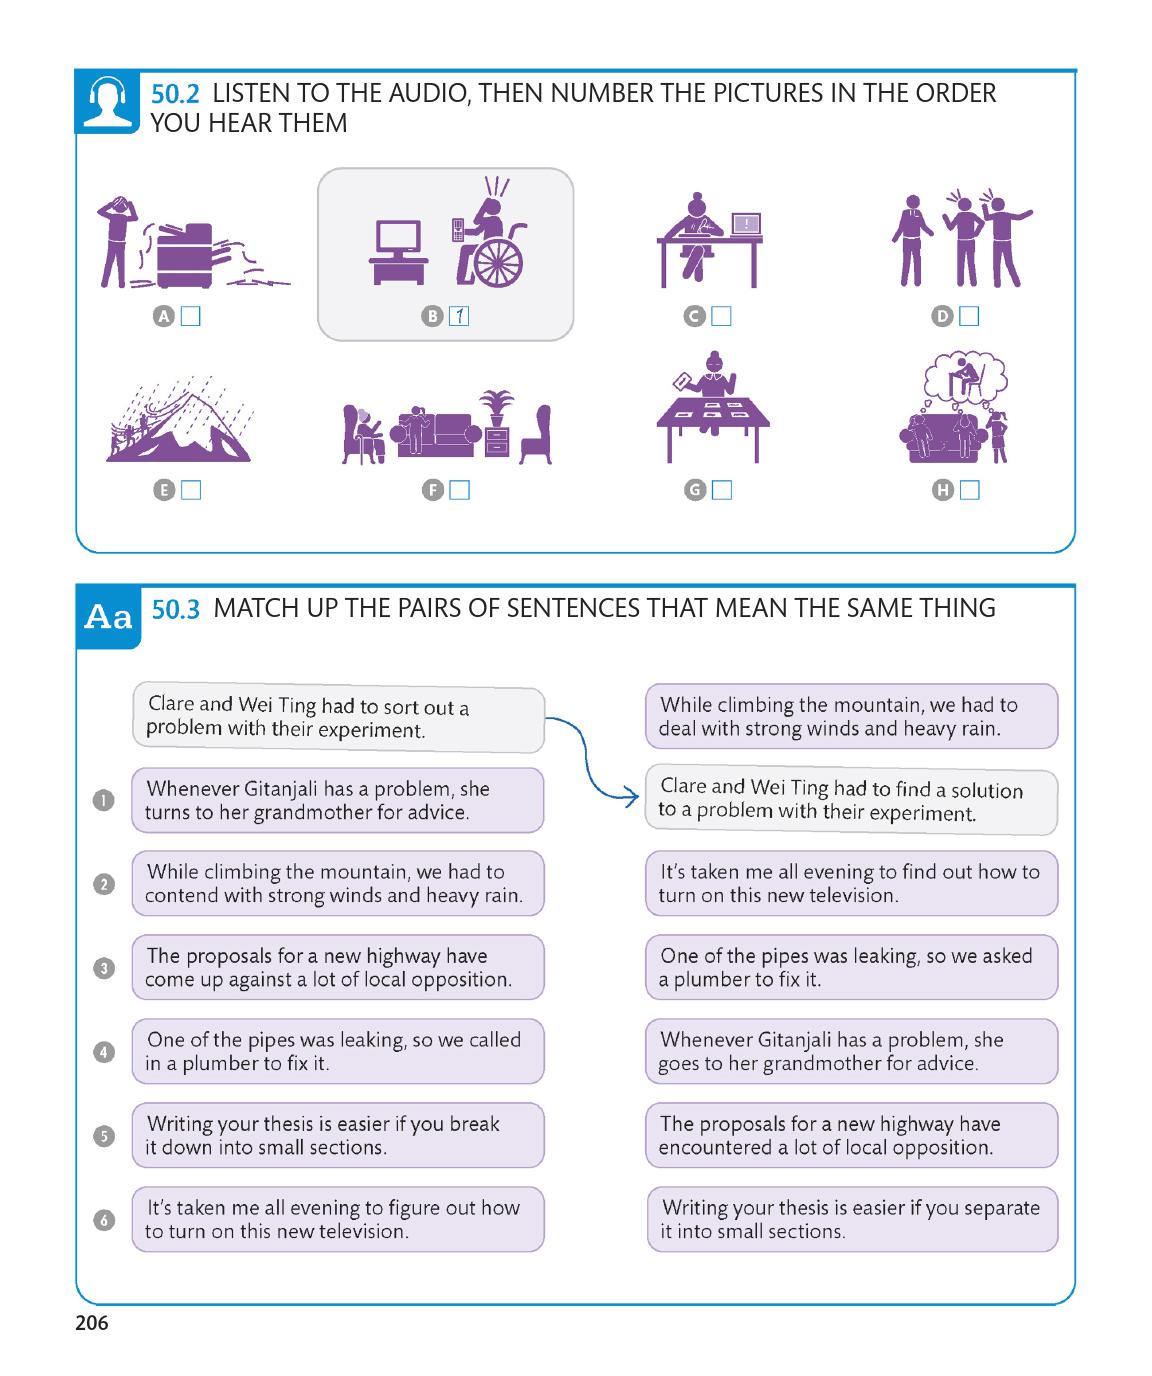 50.2 LISTEN TO THE AUDIO, THEN NUMBER THE PICTURES IN THE ORDER
YOU HEAR THEM
!
A
B 1
C
D
E
F
G
H
Aa
50.3 MATCH UP THE PAIRS OF SENTENCES THAT MEAN THE SAME THING
Clare and Wei Ting had to sort out a
problem with their experiment.
1
Whenever Gitanjali has a problem, she
turns to her grandmother for advice.
2
While climbing the mountain, we had to
contend with strong winds and heavy rain.
3
The proposals for a new highway have
come up against a lot of local opposition.
4
One of the pipes was leaking, so we called
in a plumber to fix it.
5
Writing your thesis is easier if you break
it down into small sections.
6
It's taken me all evening to figure out how
to turn on this new television.
While climbing the mountain, we had to
deal with strong winds and heavy rain.
Clare and Wei Ting had to find a solution
to a problem with their experiment.
It's taken me all evening to find out how to
turn on this new television.
One of the pipes was leaking, so we asked
a plumber to fix it.
Whenever Gitanjali has a problem, she
goes to her grandmother for advice.
The proposals for a new highway have
encountered a lot of local opposition.
Writing your thesis is easier if you separate
it into small sections.
206